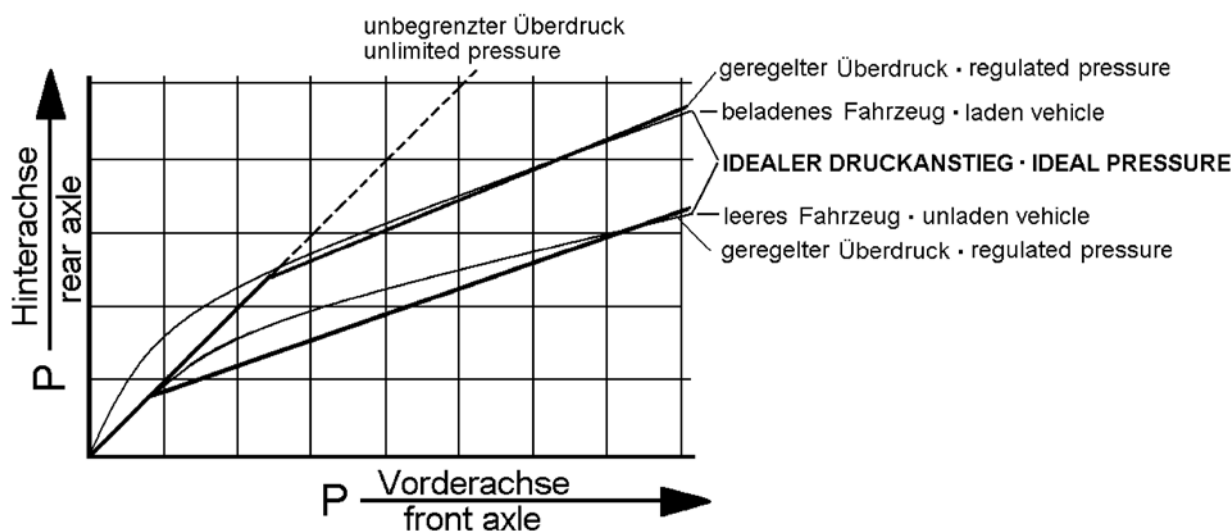 unbegrenzter Überdruck
unlimited pressure
geregelter Überdruck · regulated pressure
beladenes Fahrzeug · laden vehicle
IDEALER DRUCKANSTIEG · IDEAL PRESSURE
leeres Fahrzeug · unladen vehicle
geregelter Überdruck · regulated pressure
P Hinterachse
rear axle
P Vorderachse
front axle